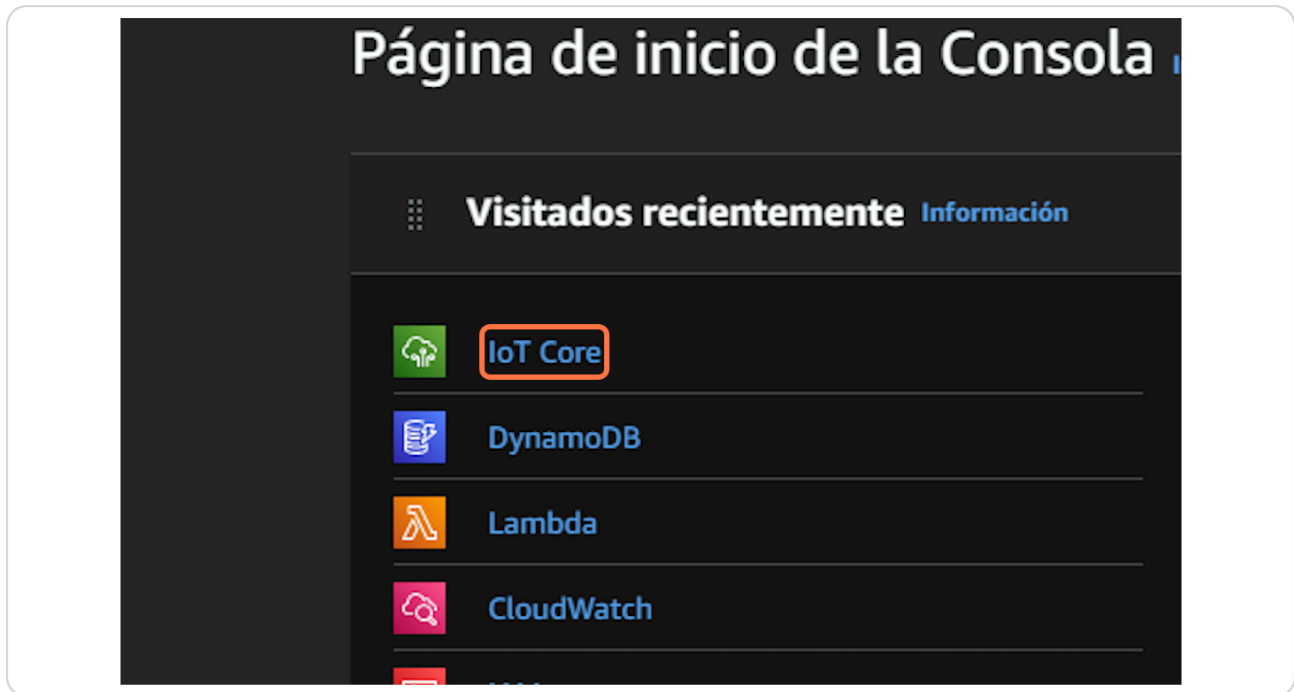 Página de inicio de la Consola
Visitados recientemente Información
IoT Core
DynamoDB
Lambda
CloudWatch